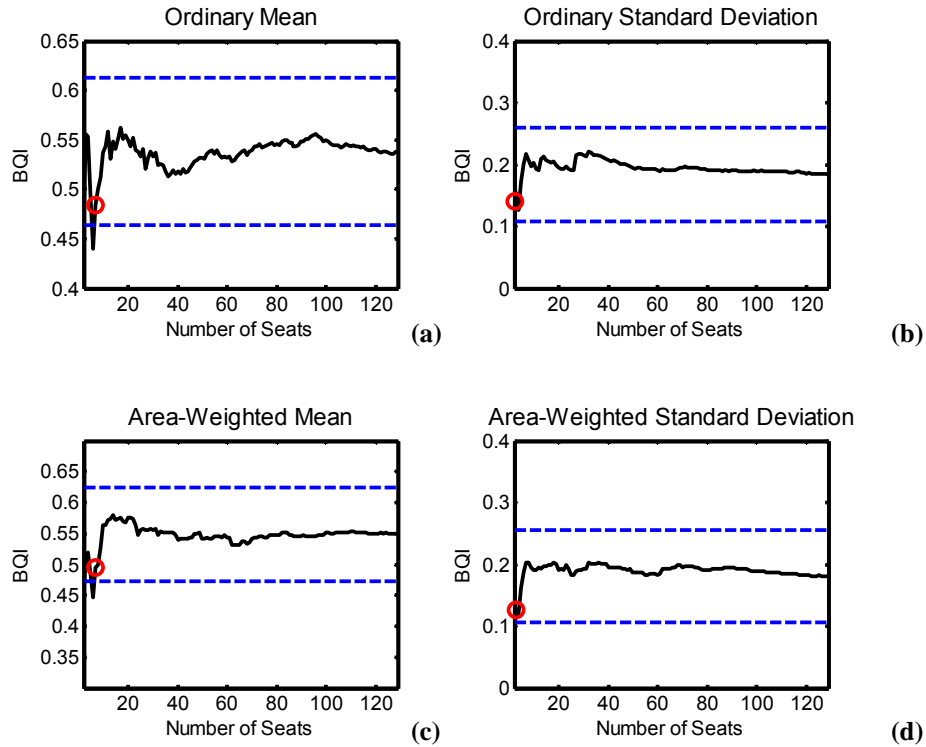 Ordinary Mean
0.65
0.6
0.55
0.5
0.45
0.4
BQI
20 40 60 80 100 120
Number of Seats
(a)
Ordinary Standard Deviation
0.4
0.3
0.2
0.1
0
BQI
20 40 60 80 100 120
Number of Seats
(b)
Area-Weighted Mean
0.65
0.6
0.55
0.5
0.45
0.4
0.35
BQI
20 40 60 80 100 120
Number of Seats
(c)
Area-Weighted Standard Deviation
0.4
0.3
0.2
0.1
0
BQI
20 40 60 80 100 120
Number of Seats
(d)